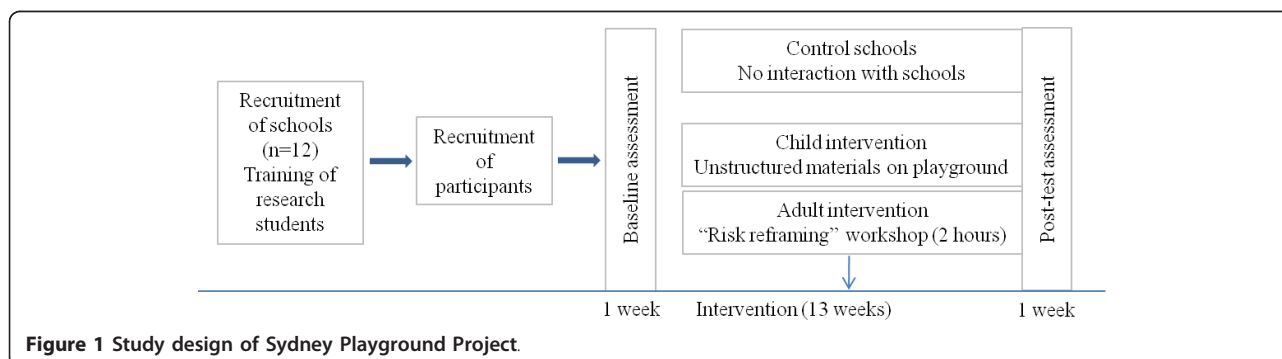 Recruitment
of schools
(n=12)
Training of
research
students
Recruitment
of
participants
Baseline assessment
Control schools
No interaction with schools
Child intervention
Unstructured materials on playground
Adult intervention
“Risk reframing” workshop (2 hours)
Post-test assessment
1 week
Intervention (13 weeks)
1 week
Figure 1 Study design of Sydney Playground Project.